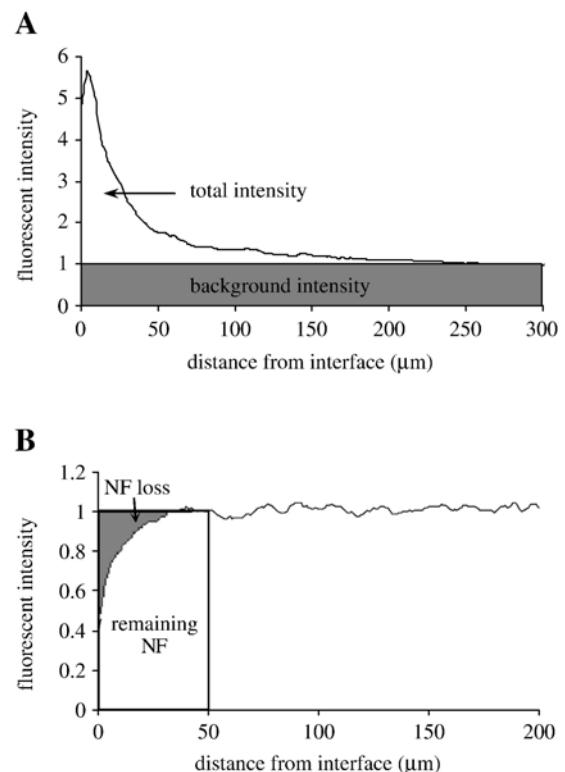 A
6
5
4
3
2
1
0
fluorescent intensity
total intensity
background intensity
0 50 100 150 200 250 300
distance from interface (μm)
B
1.2
1
0.8
0.6
0.4
0.2
0
fluorescent intensity
NF loss
remaining
NF
0 50 100 150 200
distance from interface (μm)